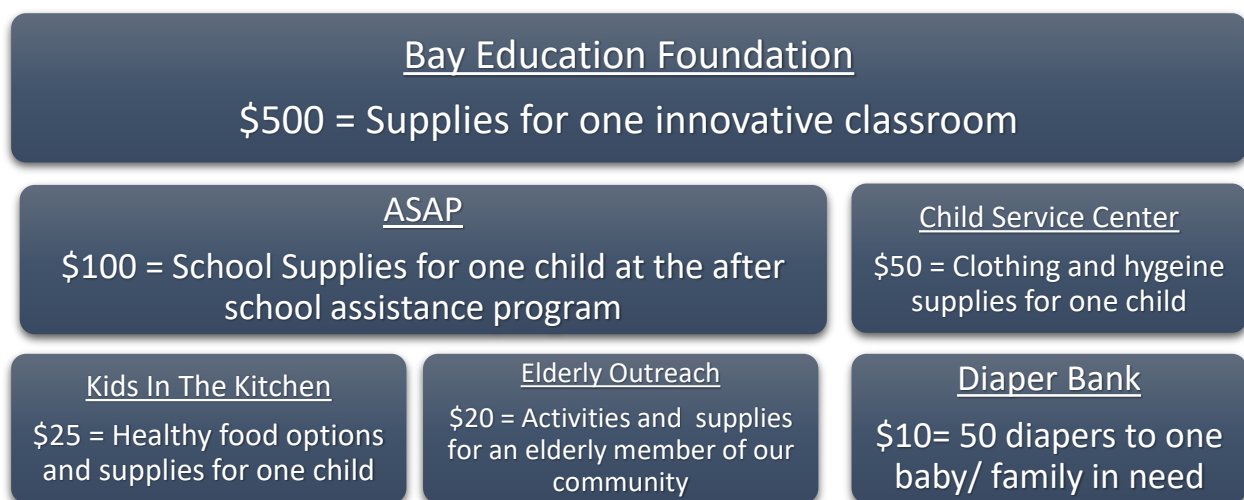 Bay Education Foundation
$500 = Supplies for one innovative classroom
ASAP
$100 = School Supplies for one child at the after
school assistance program
Child Service Center
$50 = Clothing and hygeine
supplies for one child
Kids In The Kitchen
$25 = Healthy food options
and supplies for one child
Elderly Outreach
$20 = Activities and  supplies
for an elderly member of our
community
Diaper Bank
$10= 50 diapers to one
baby/ family in need